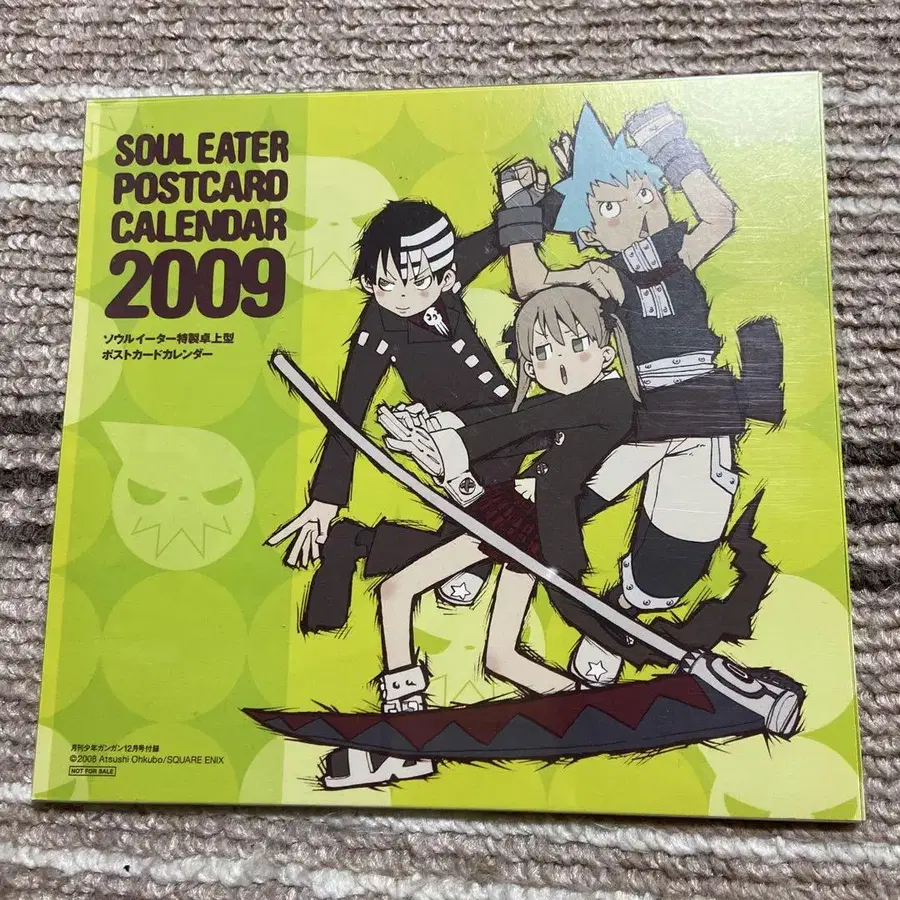 SOUL EATER
POSTCARD
CALENDAR
2009
ソウルイーター特製卓上型
ポストカードカレンダー
月刊少年ガンガン12月号付録
©2008 Atsushi Ohkubo/SQUARE ENIX
NOT FOR SALE